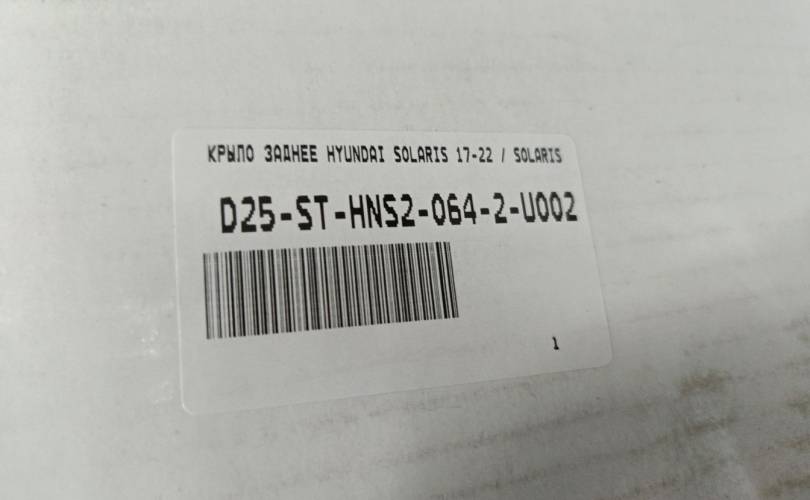 КРЫЛО ЗАДНЕЕ HYUNDAI SOLARIS 17-22 / SOLARIS
D25-ST-HNS2-064-2-U002
1